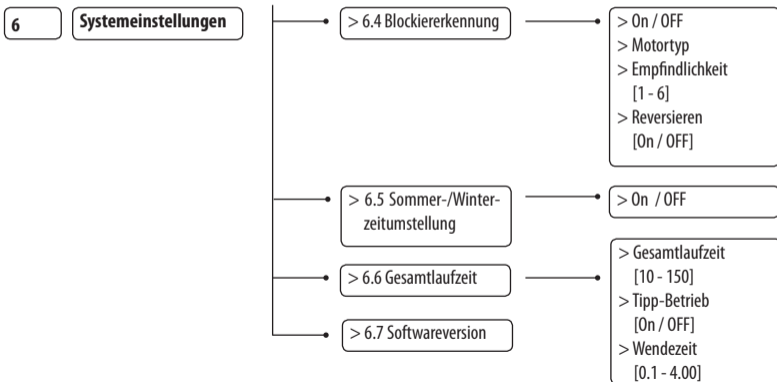 6
Systemeinstellungen
> 6.4 Blockiererkennung
> On / OFF
> Motortyp
> Empfindlichkeit
[1 - 6]
> Reversieren
[On / OFF]
> 6.5 Sommer-/Winter-
zeitumstellung
> On / OFF
> 6.6 Gesamtlaufzeit
> Gesamtlaufzeit
[10 - 150]
> Tipp-Betrieb
[On / OFF]
> Wendezeit
[0.1 - 4.00]
> 6.7 Softwareversion